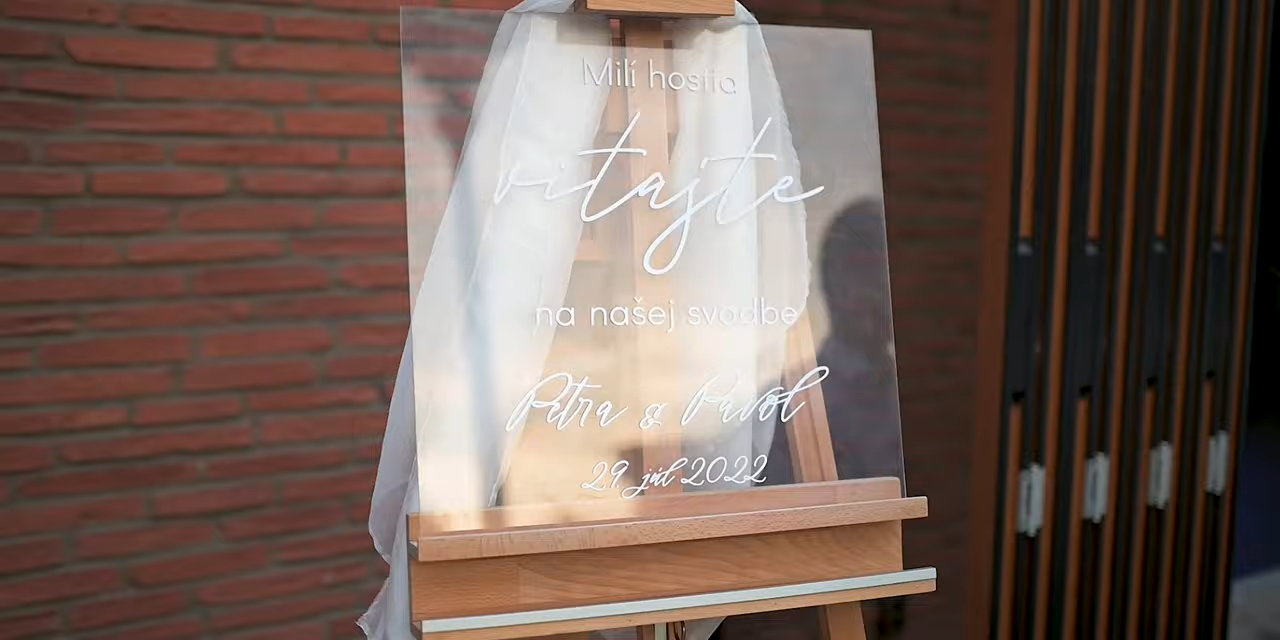 Milí hostia
vitajte
na našej svadbe
Petra & Pavol
29. júl 2022